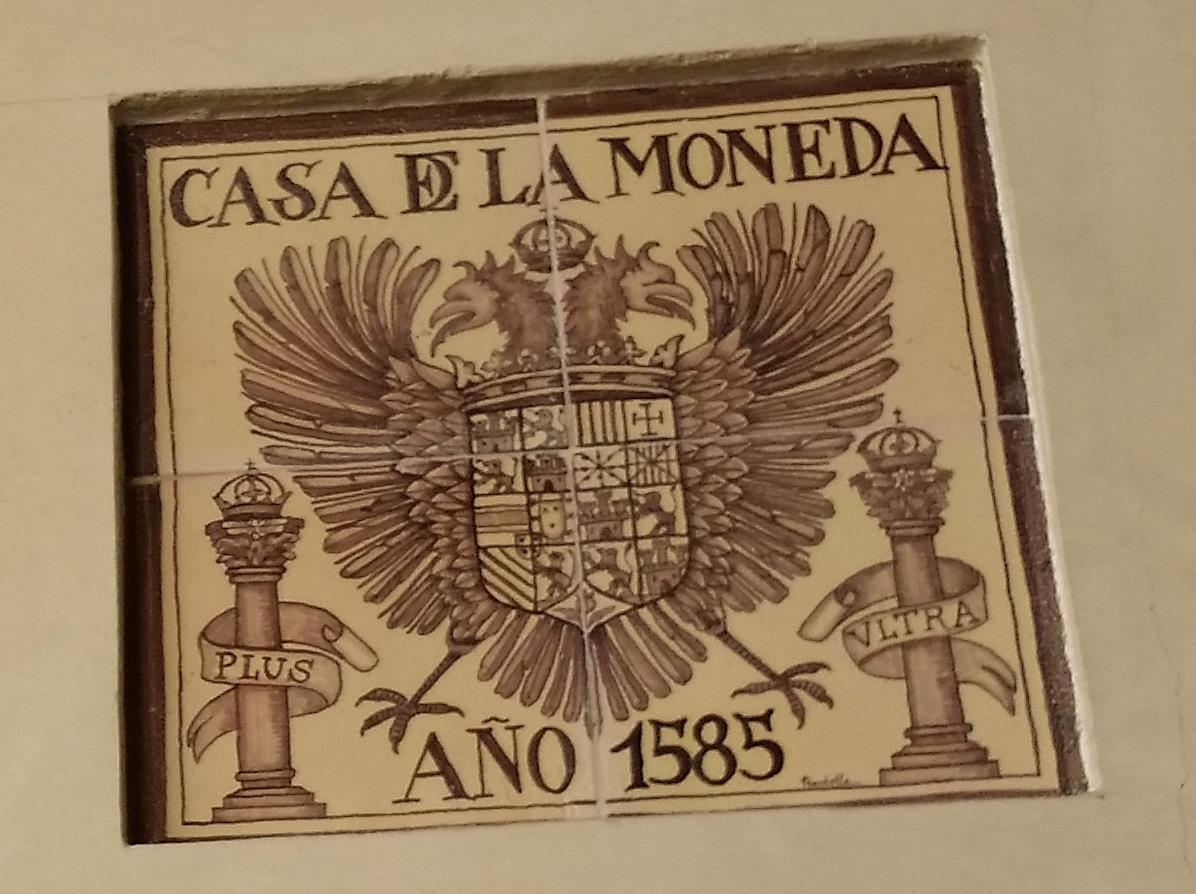 CASA DE LA MONEDA
PLUS
VLTRA
AÑO 1585